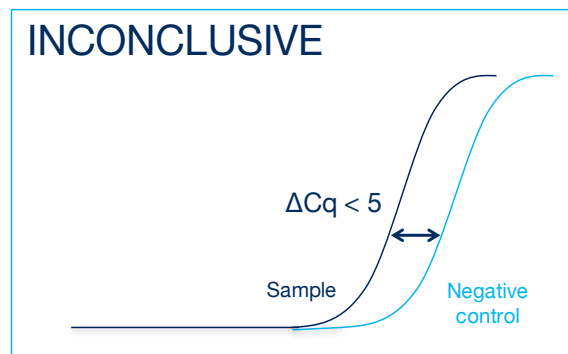 INCONCLUSIVE
ΔCq < 5
Sample
Negative
control